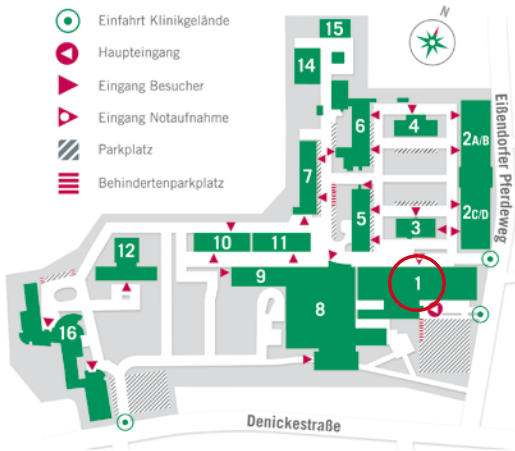 Einfahrt Klinikgelände
Haupteingang
Eingang Besucher
Eingang Notaufnahme
Parkplatz
Behindertenparkplatz
N
15
14
6
4
2A/B
Eißendorfer Pferdeweg
7
5
3
2C/D
12
10
11
9
8
1
16
Denickestraße